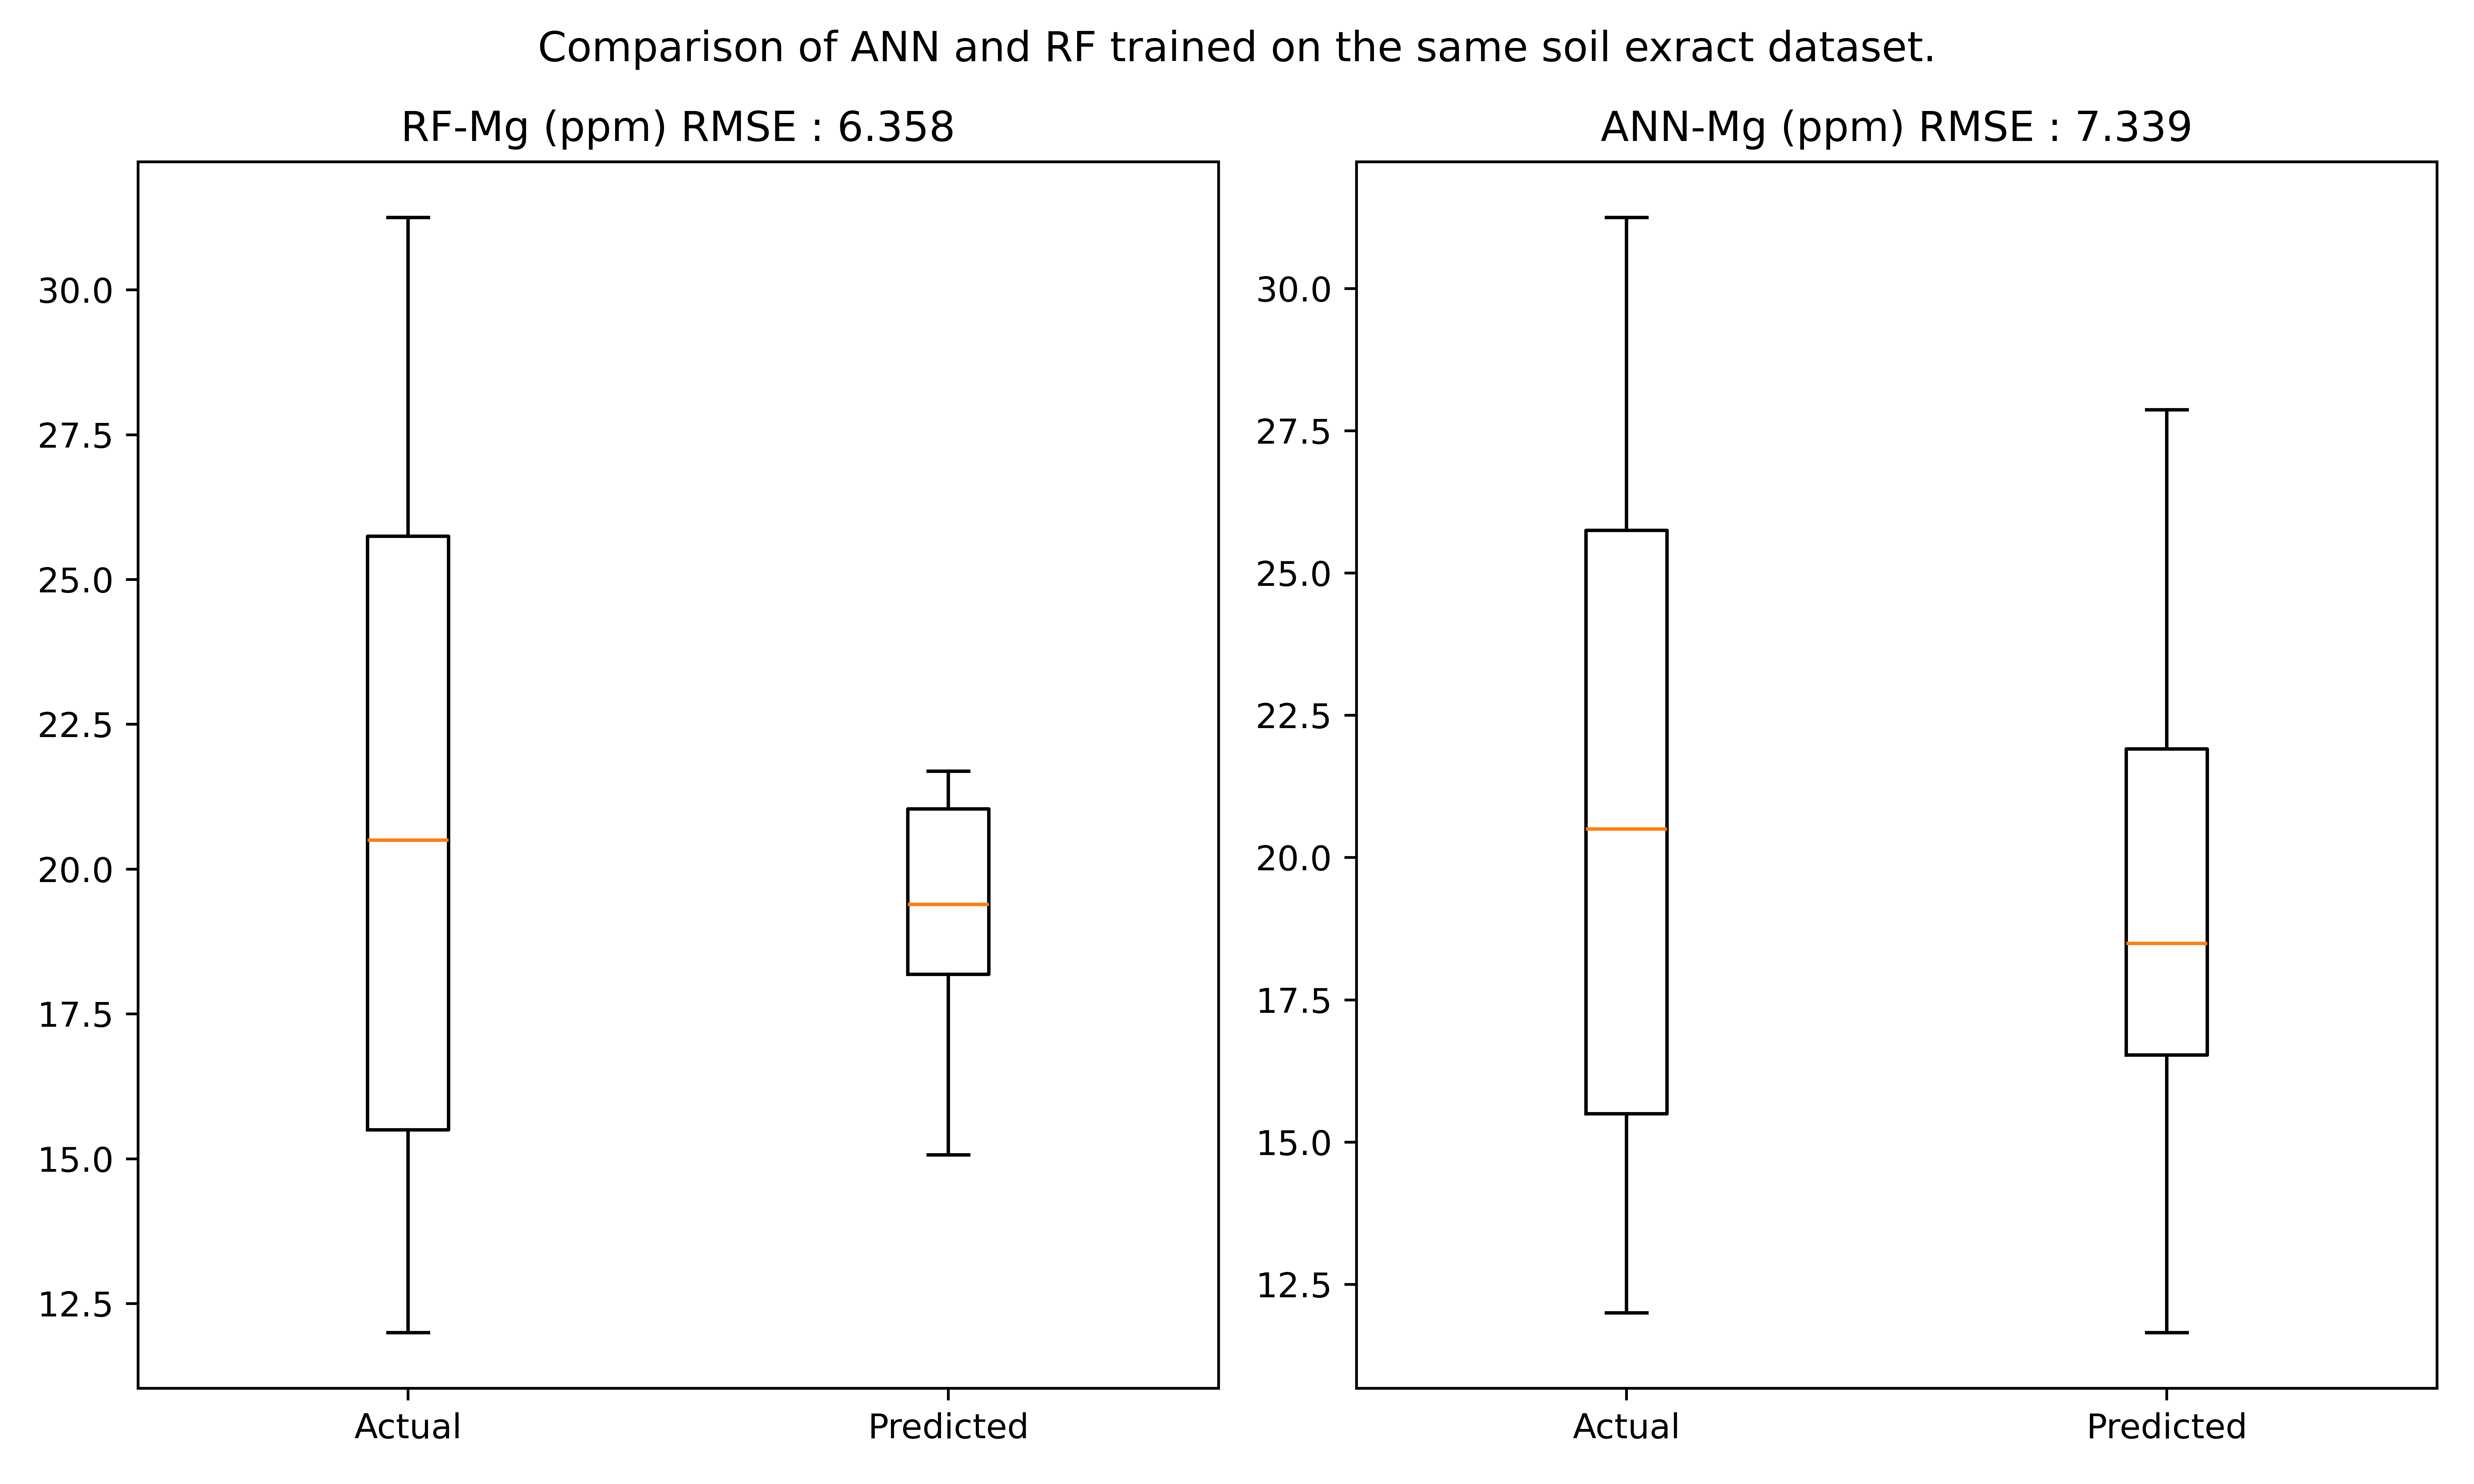 Comparison of ANN and RF trained on the same soil exract dataset.
RF-Mg (ppm) RMSE : 6.358
30.0
27.5
25.0
22.5
20.0
17.5
15.0
12.5
Actual
Predicted
ANN-Mg (ppm) RMSE : 7.339
30.0
27.5
25.0
22.5
20.0
17.5
15.0
12.5
Actual
Predicted